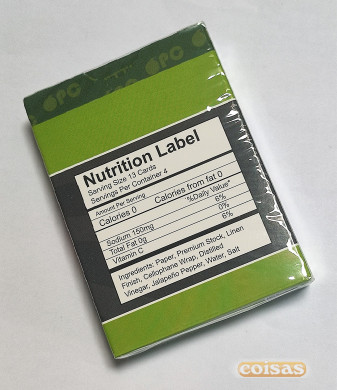 OPC
Nutrition Label
Serving Size 13 Cards
Servings Per Container 4
Amount Per Serving
Calories 0 Calories from fat 0
%Daily Value*
Sodium 150mg 6%
Total Fat 0g 0%
Vitamin C 6%
Ingredients: Paper, Premium Stock, Linen
Finish, Cellophane Wrap, Distilled
Vinegar, Jalapeño Pepper, Water, Salt
coisas